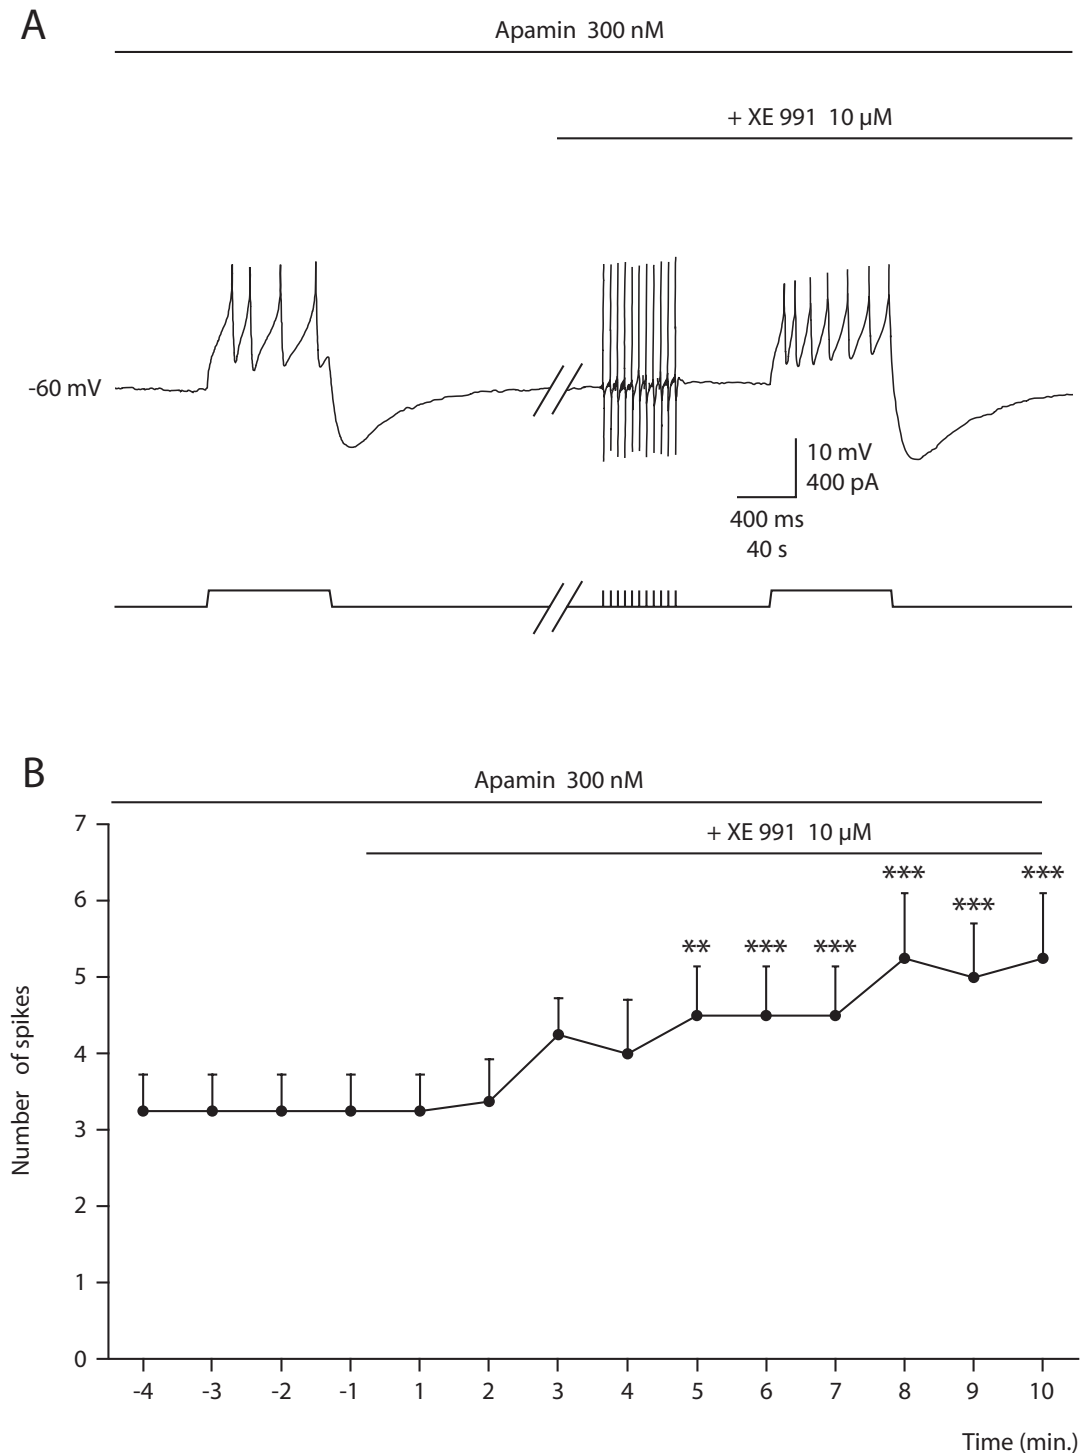 A
Apamin 300 nM
+ XE 991 10 µM
-60 mV
10 mV
400 pA
400 ms
40 s
B
Apamin 300 nM
+ XE 991 10 µM
7
6
5
4
3
2
1
0
Number of spikes
** *** *** *** *** ***
-4 -3 -2 -1 1 2 3 4 5 6 7 8 9 10
Time (min.)